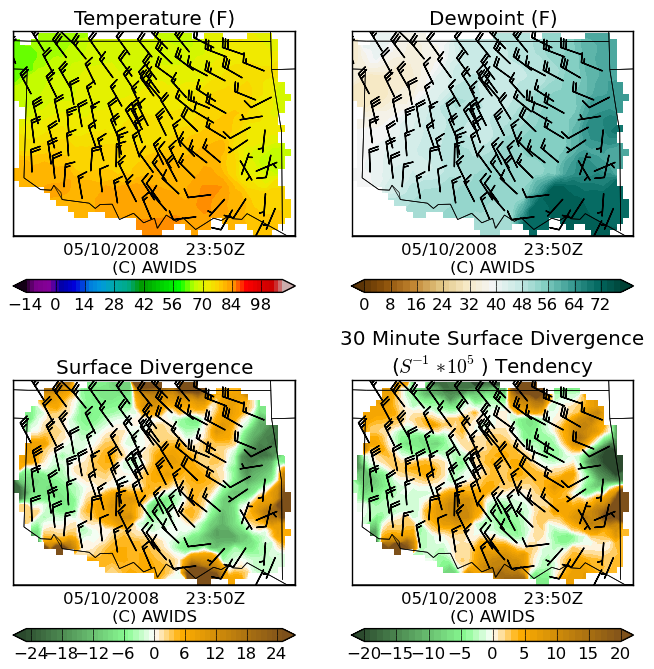 Temperature (F)
05/10/2008 23:50Z
(C) AWIDS
−14 0 14 28 42 56 70 84 98
Dewpoint (F)
05/10/2008 23:50Z
(C) AWIDS
0 8 16 24 32 40 48 56 64 72
Surface Divergence
05/10/2008 23:50Z
(C) AWIDS
−24 −18 −12 −6 0 6 12 18 24
30 Minute Surface Divergence
(S⁻¹ *10⁵ ) Tendency
05/10/2008 23:50Z
(C) AWIDS
−20 −15 −10 −5 0 5 10 15 20